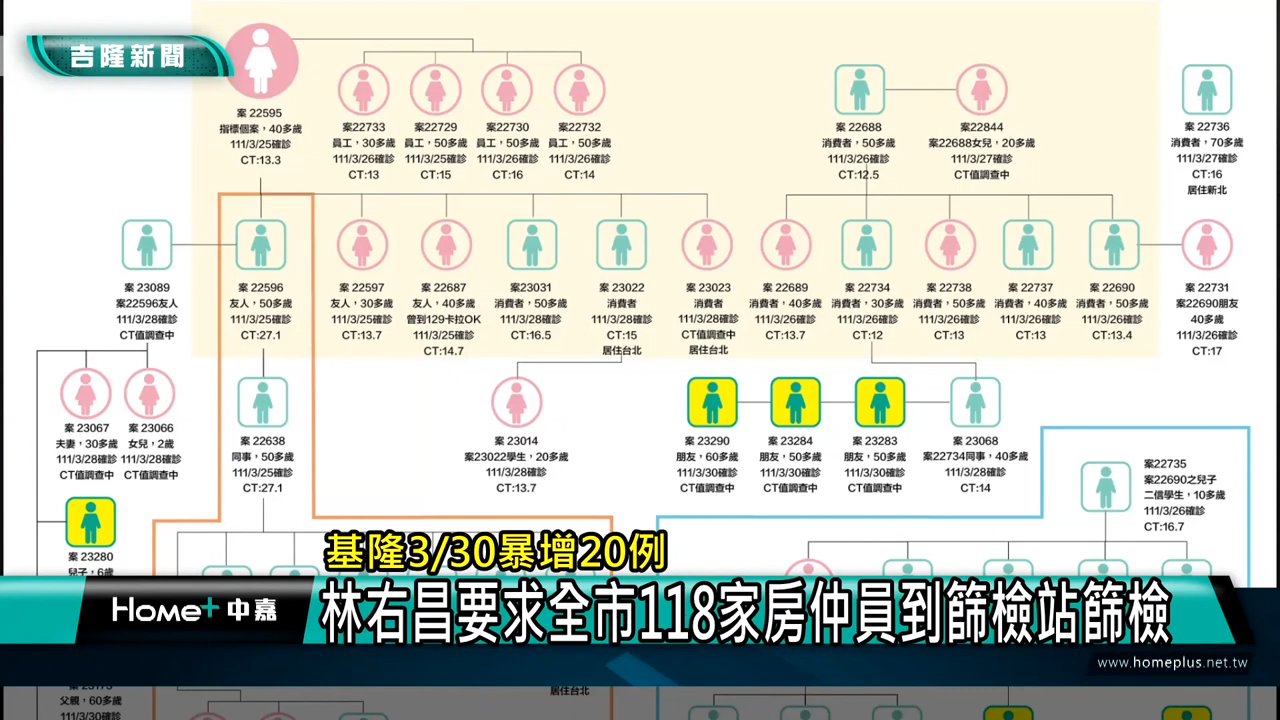 吉隆新聞
案 22595
指標個案，40多歲
111/3/25確診
CT:13.3
案22733
員工，30多歲
111/3/26確診
CT:13
案22729
員工，50多歲
111/3/25確診
CT:15
案22730
員工，50多歲
111/3/26確診
CT:16
案22732
員工，50多歲
111/3/26確診
CT:14
案 22688
消費者，50多歲
111/3/26確診
CT:12.5
案22844
案22688女兒，20多歲
111/3/27確診
CT值調查中
案 22736
消費者，70多歲
111/3/27確診
CT:16
居住新北
案 23089
案22596友人
111/3/28確診
CT值調查中
案 22596
友人，50多歲
111/3/25確診
CT:27.1
案 22597
友人，30多歲
111/3/25確診
CT:13.7
案 22687
友人，40多歲
曾到129卡拉OK
111/3/25確診
CT:14.7
案23031
消費者，50多歲
111/3/28確診
CT:16.5
案 23022
消費者
111/3/28確診
CT:15
居住台北
案 23023
消費者
111/3/28確診
CT值調查中
居住台北
案 22689
消費者，40多歲
111/3/26確診
CT:13.7
案 22734
消費者，30多歲
111/3/26確診
CT:12
案 22738
消費者，50多歲
111/3/26確診
CT:13
案 22737
消費者，40多歲
111/3/26確診
CT:13
案 22690
消費者，50多歲
111/3/26確診
CT:13.4
案 22731
案22690朋友
40多歲
111/3/26確診
CT:17
案 23067
夫妻，30多歲
111/3/28確診
CT值調查中
案 23066
女兒，2歲
111/3/28確診
CT值調查中
案 22638
同事，50多歲
111/3/25確診
CT:27.1
案 23014
案23022學生，20多歲
111/3/28確診
CT:13.7
案 23290
朋友，60多歲
111/3/30確診
CT值調查中
案 23284
朋友，50多歲
111/3/30確診
CT值調查中
案 23283
朋友，50多歲
111/3/30確診
CT值調查中
案 23068
案22734同事，40多歲
111/3/28確診
CT:14
案22735
案22690之兒子
二信學生，10多歲
111/3/26確診
CT:16.7
案 23280
兒子，6歲
基隆3/30暴增20例
Home+中嘉
林右昌要求全市118家房仲員到篩檢站篩檢
www.homeplus.net.tw
父親，60多歲
111/3/30確診
居住台北